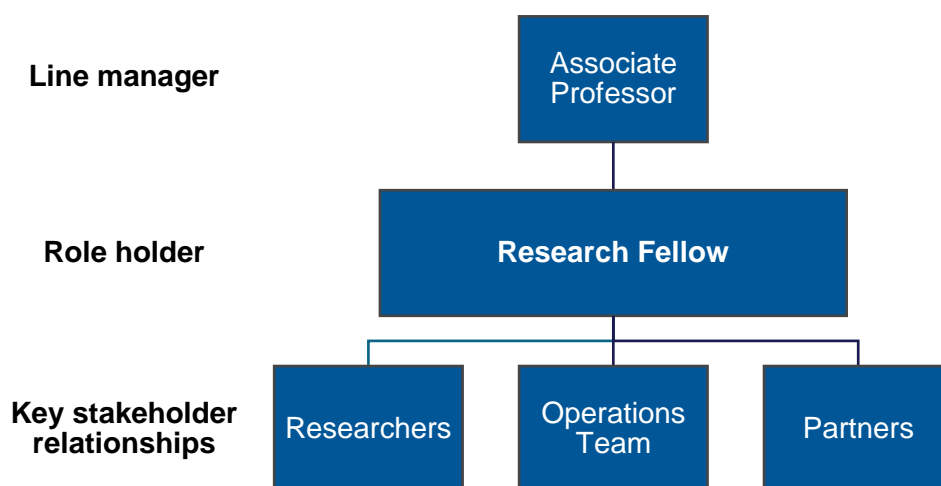 Line manager
Associate
Professor
Role holder
Research Fellow
Key stakeholder
relationships
Researchers
Operations
Team
Partners